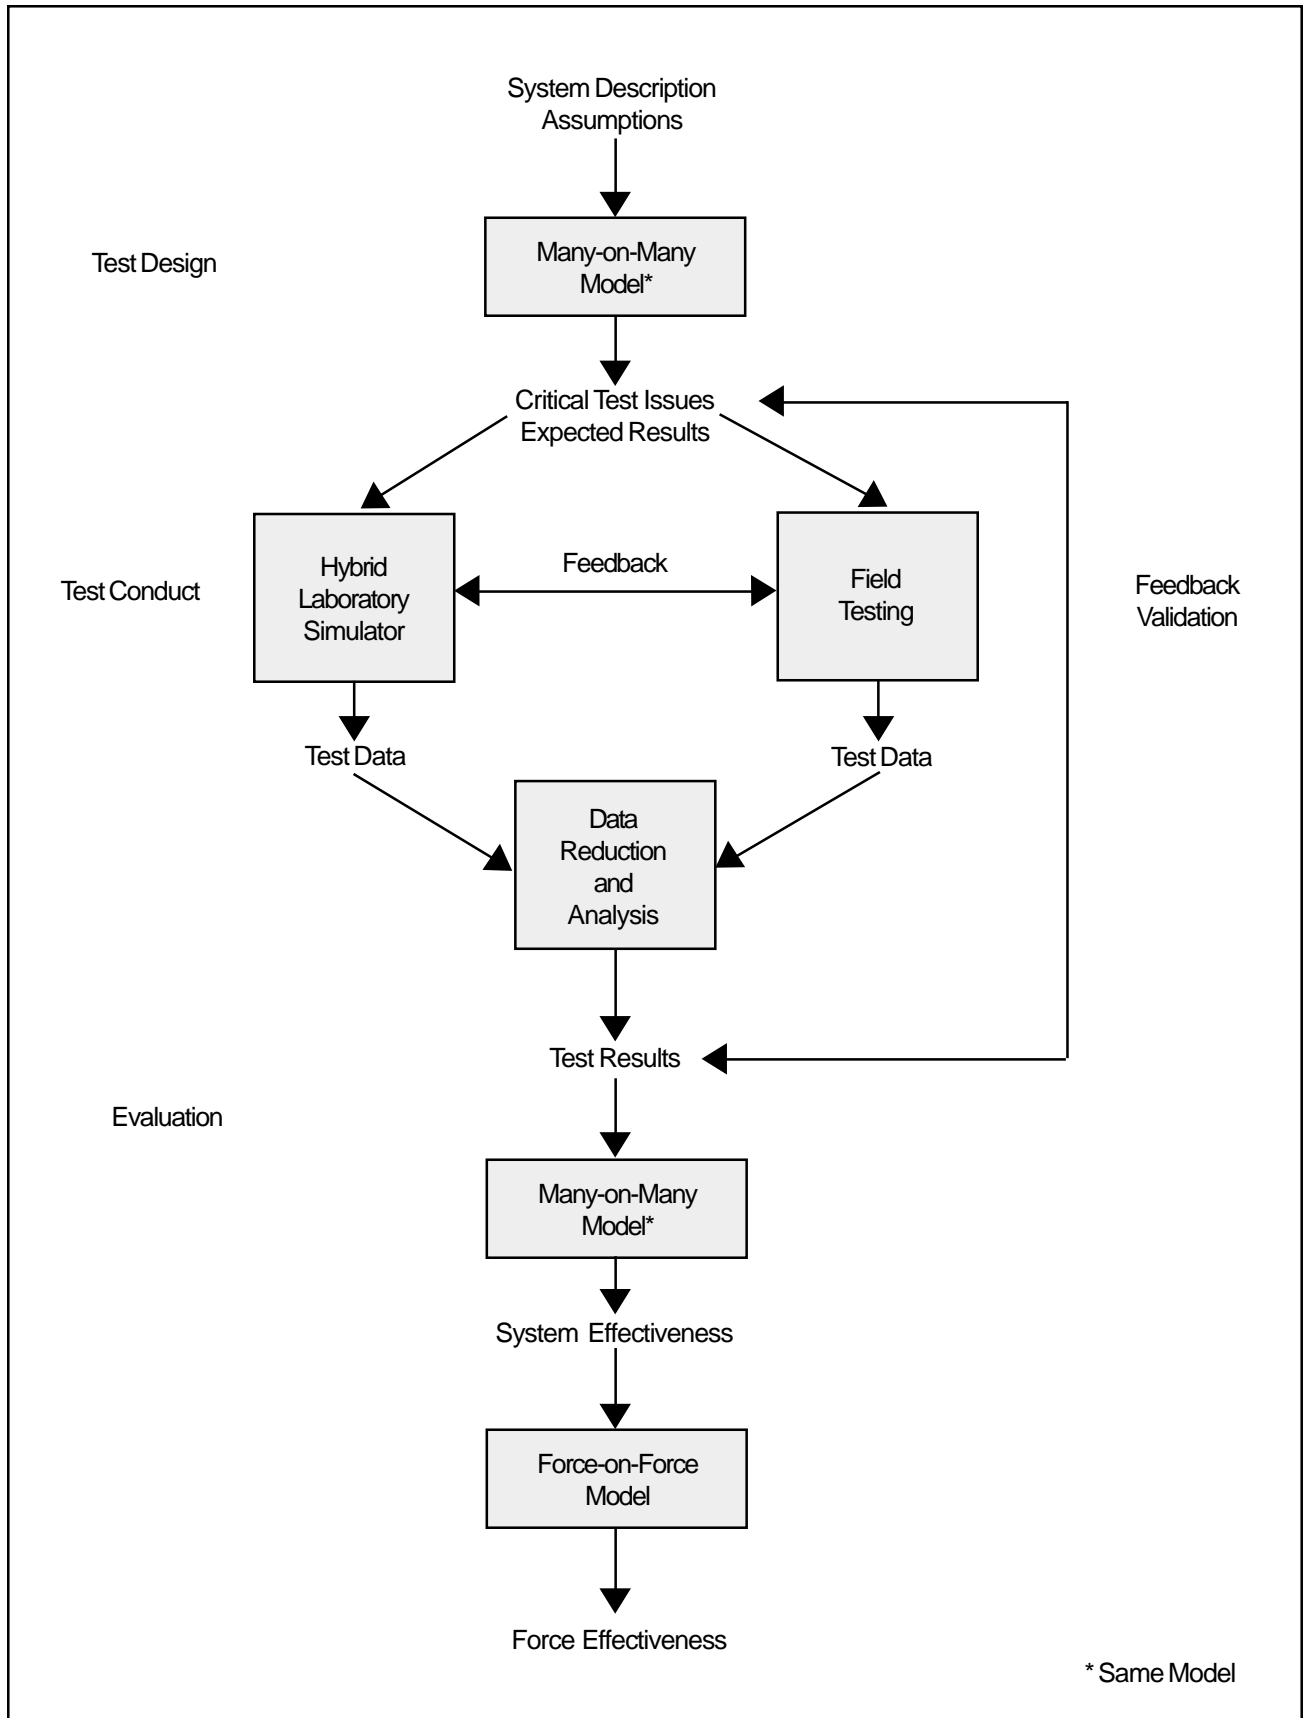 System Description
Assumptions
Test Design
Many-on-Many
Model*
Critical Test Issues
Expected Results
Test Conduct
Hybrid
Laboratory
Simulator
Feedback
Field
Testing
Feedback
Validation
Test Data
Test Data
Data
Reduction
and
Analysis
Test Results
Evaluation
Many-on-Many
Model*
System Effectiveness
Force-on-Force
Model
Force Effectiveness
* Same Model